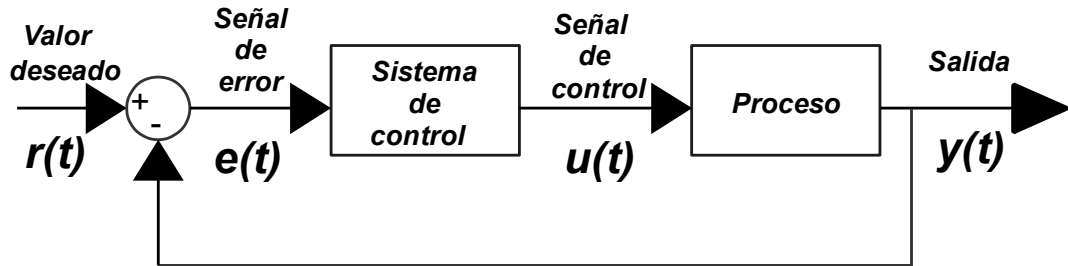 Valor
deseado
r(t)
+
-
Señal
de
error
e(t)
Sistema
de
control
Señal
de
control
u(t)
Proceso
Salida
y(t)